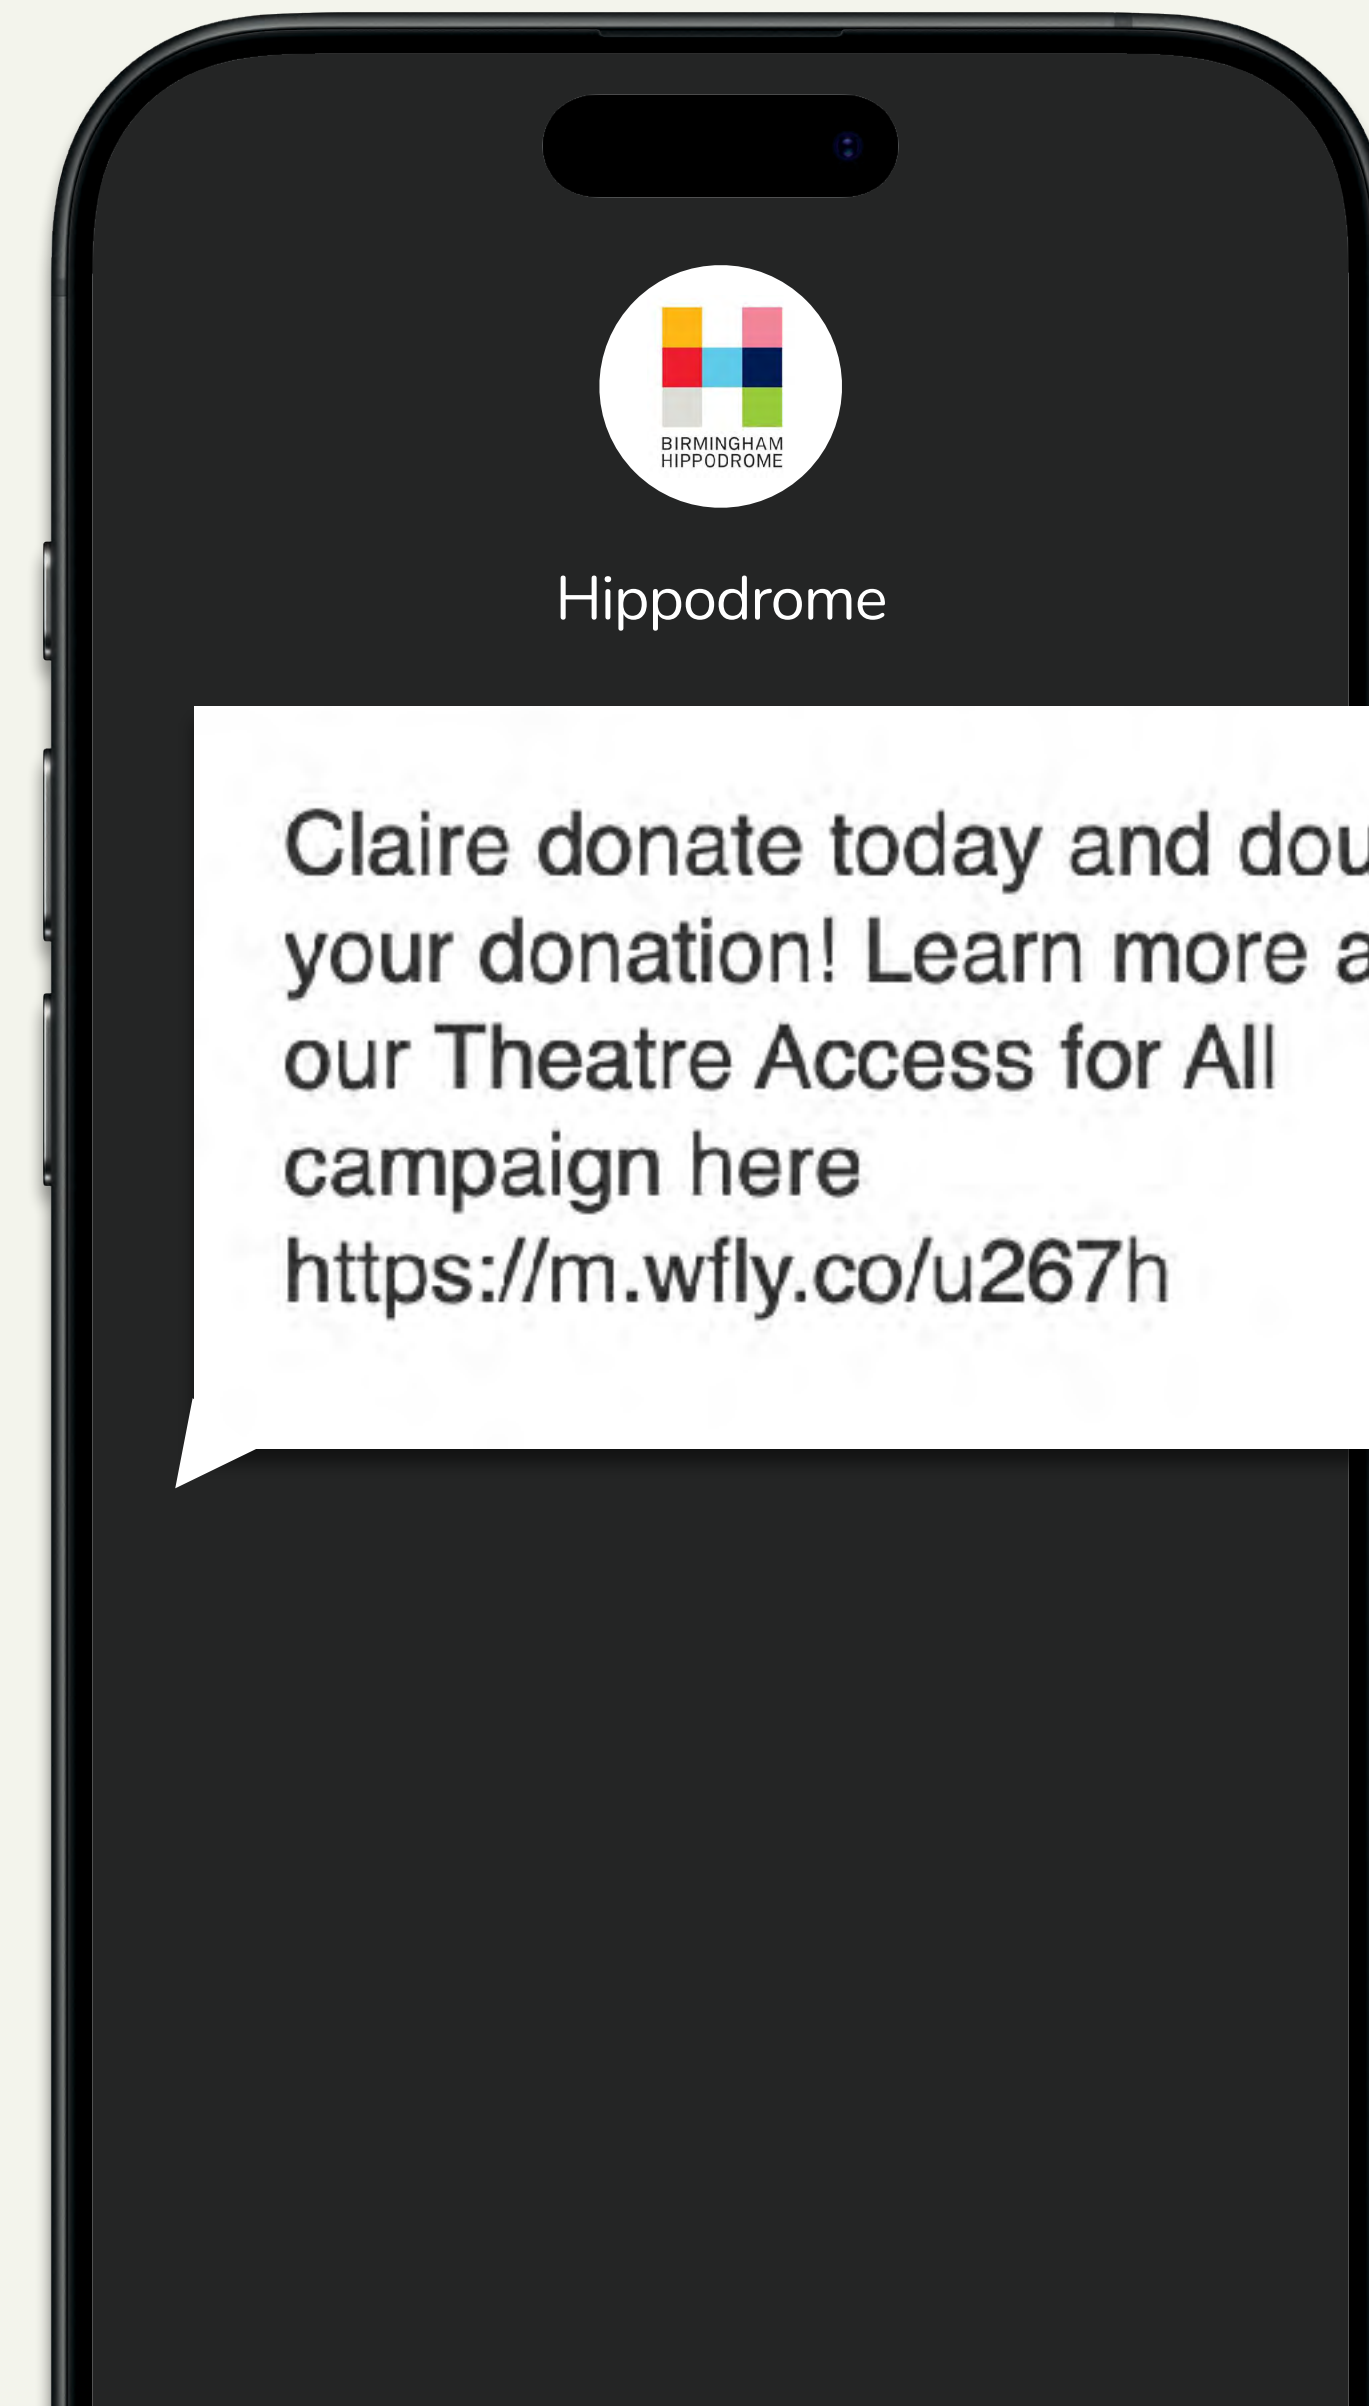 BIRMINGHAM
HIPPODROME
Hippodrome
Claire donate today and
your donation! Learn more
our Theatre Access for All
campaign here
https://m.wfly.co/u267h